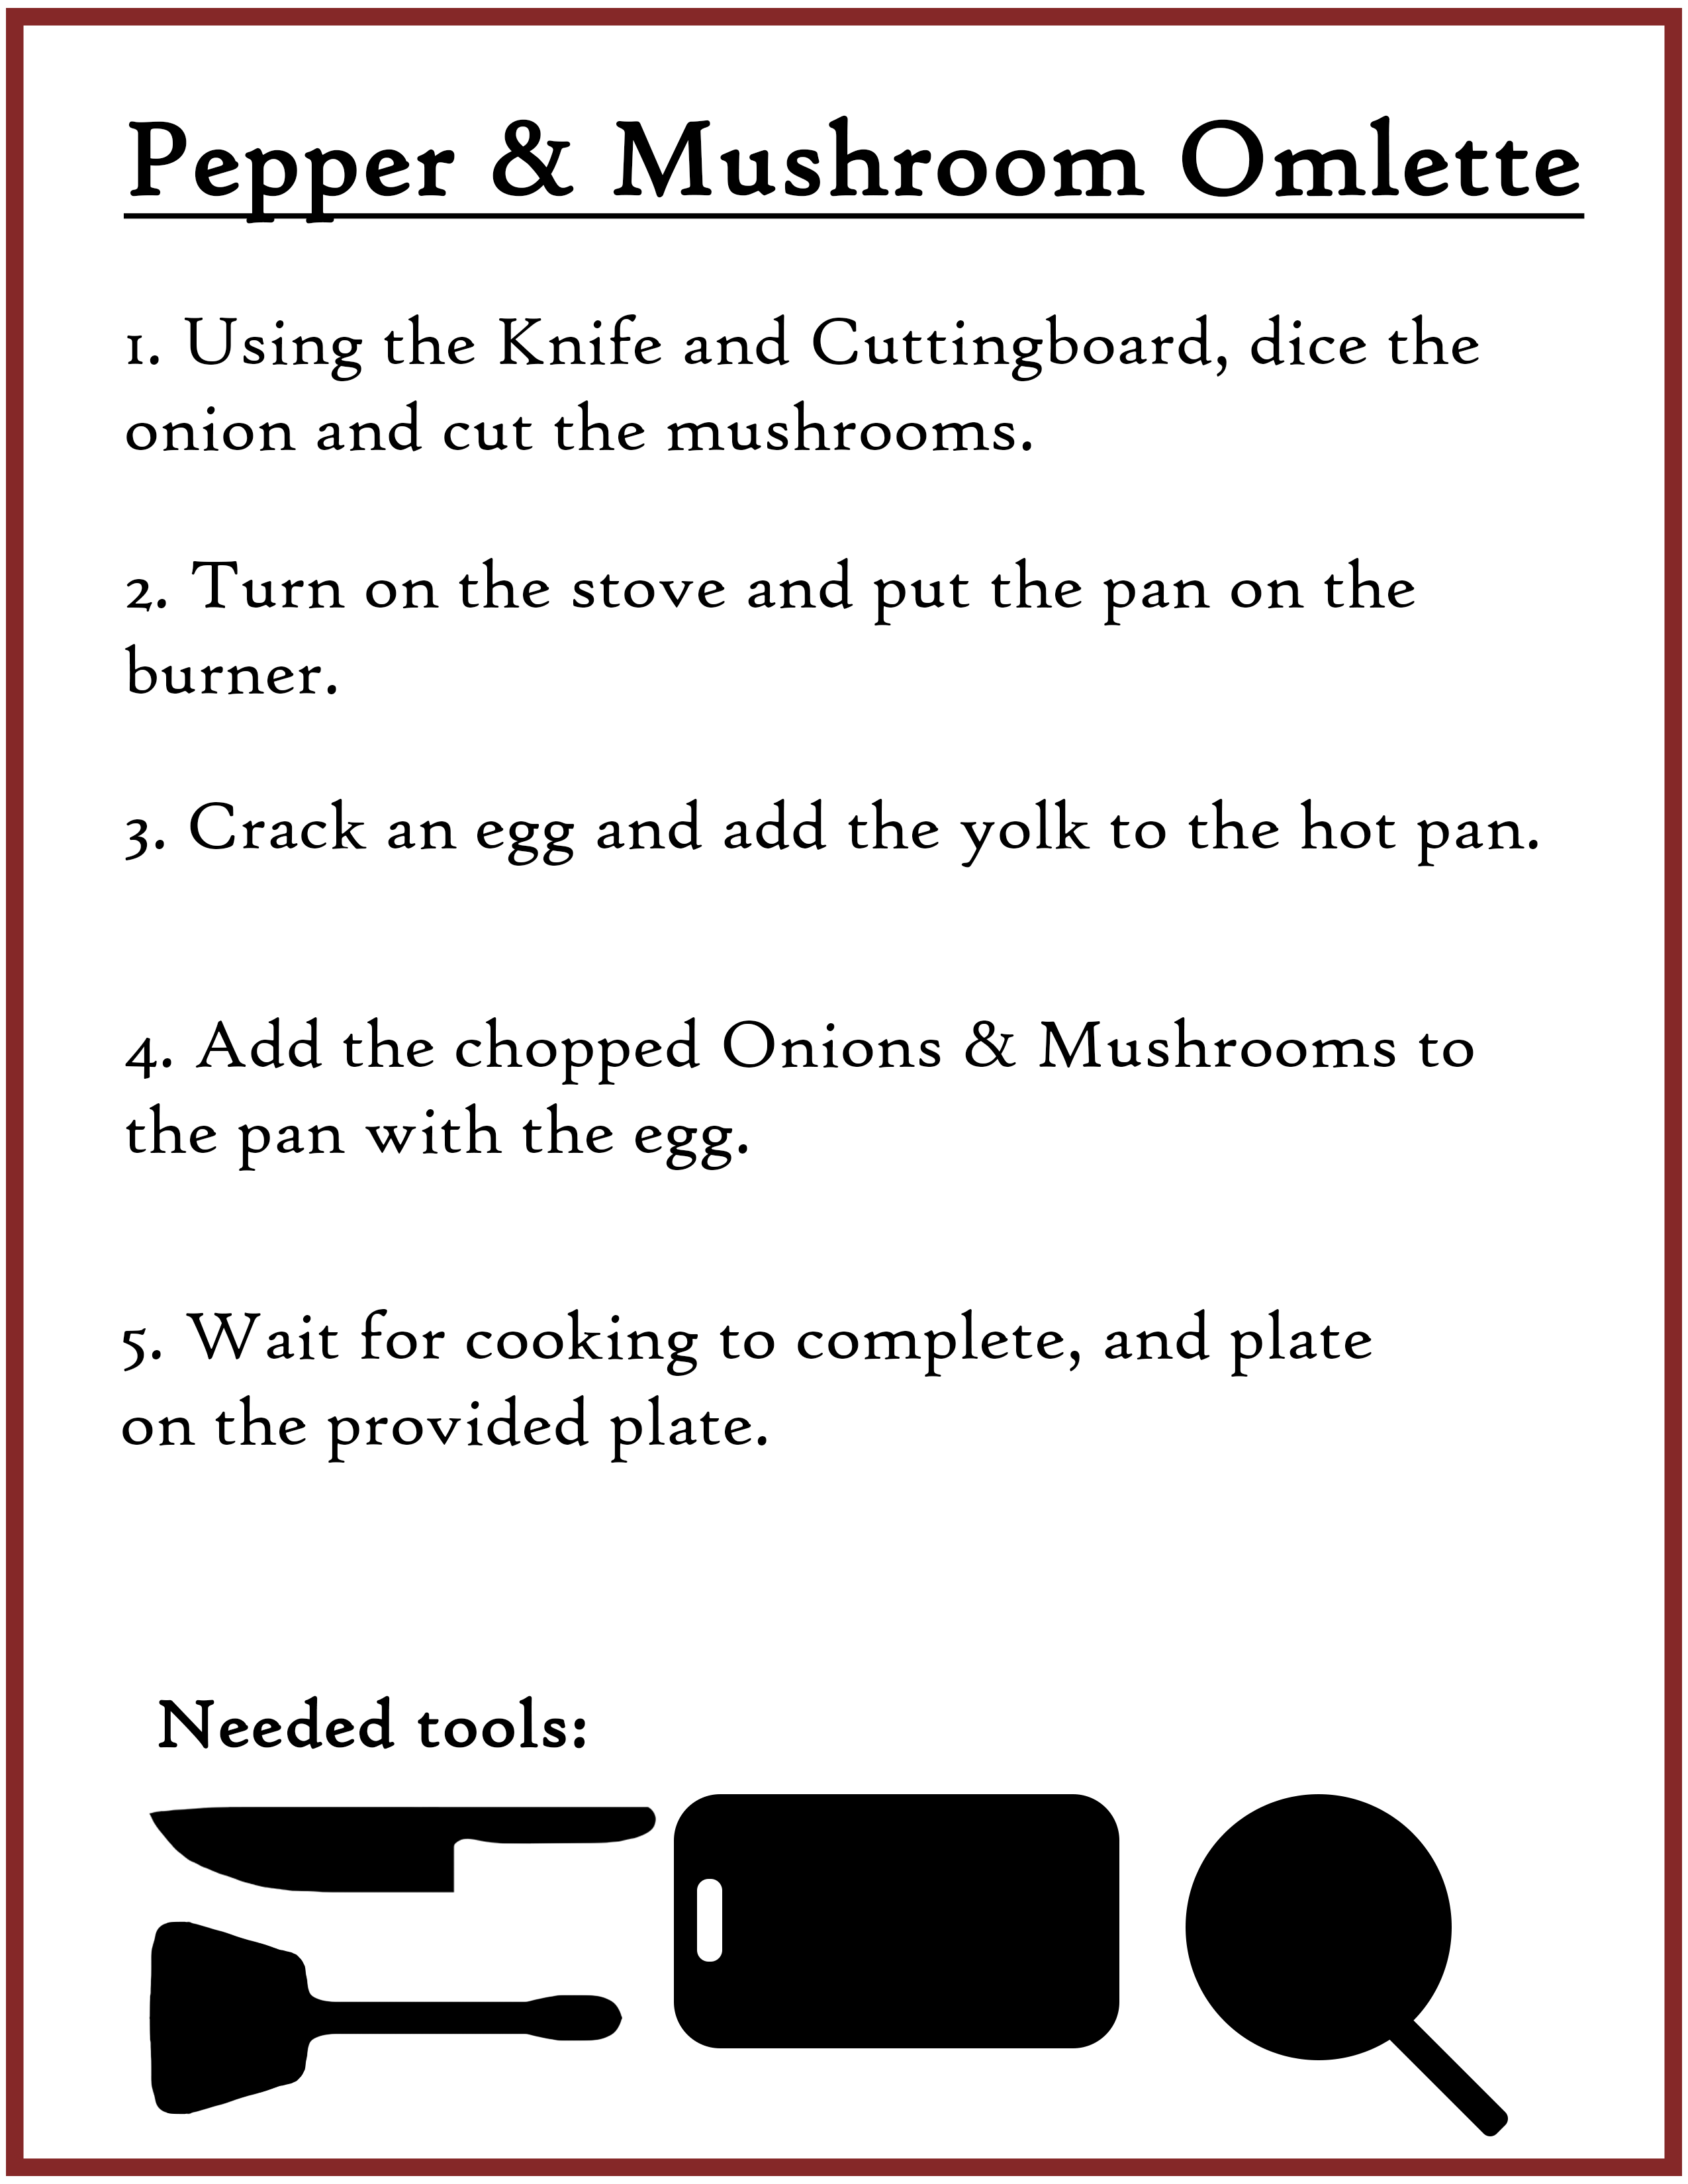 Pepper & Mushroom Omlette
1. Using the Knife and Cuttingboard, dice the
onion and cut the mushrooms.
2. Turn on the stove and put the pan on the
burner.
3. Crack an egg and add the yolk to the hot pan.
4. Add the chopped Onions & Mushrooms to
the pan with the egg.
5. Wait for cooking to complete, and plate
on the provided plate.
Needed tools: